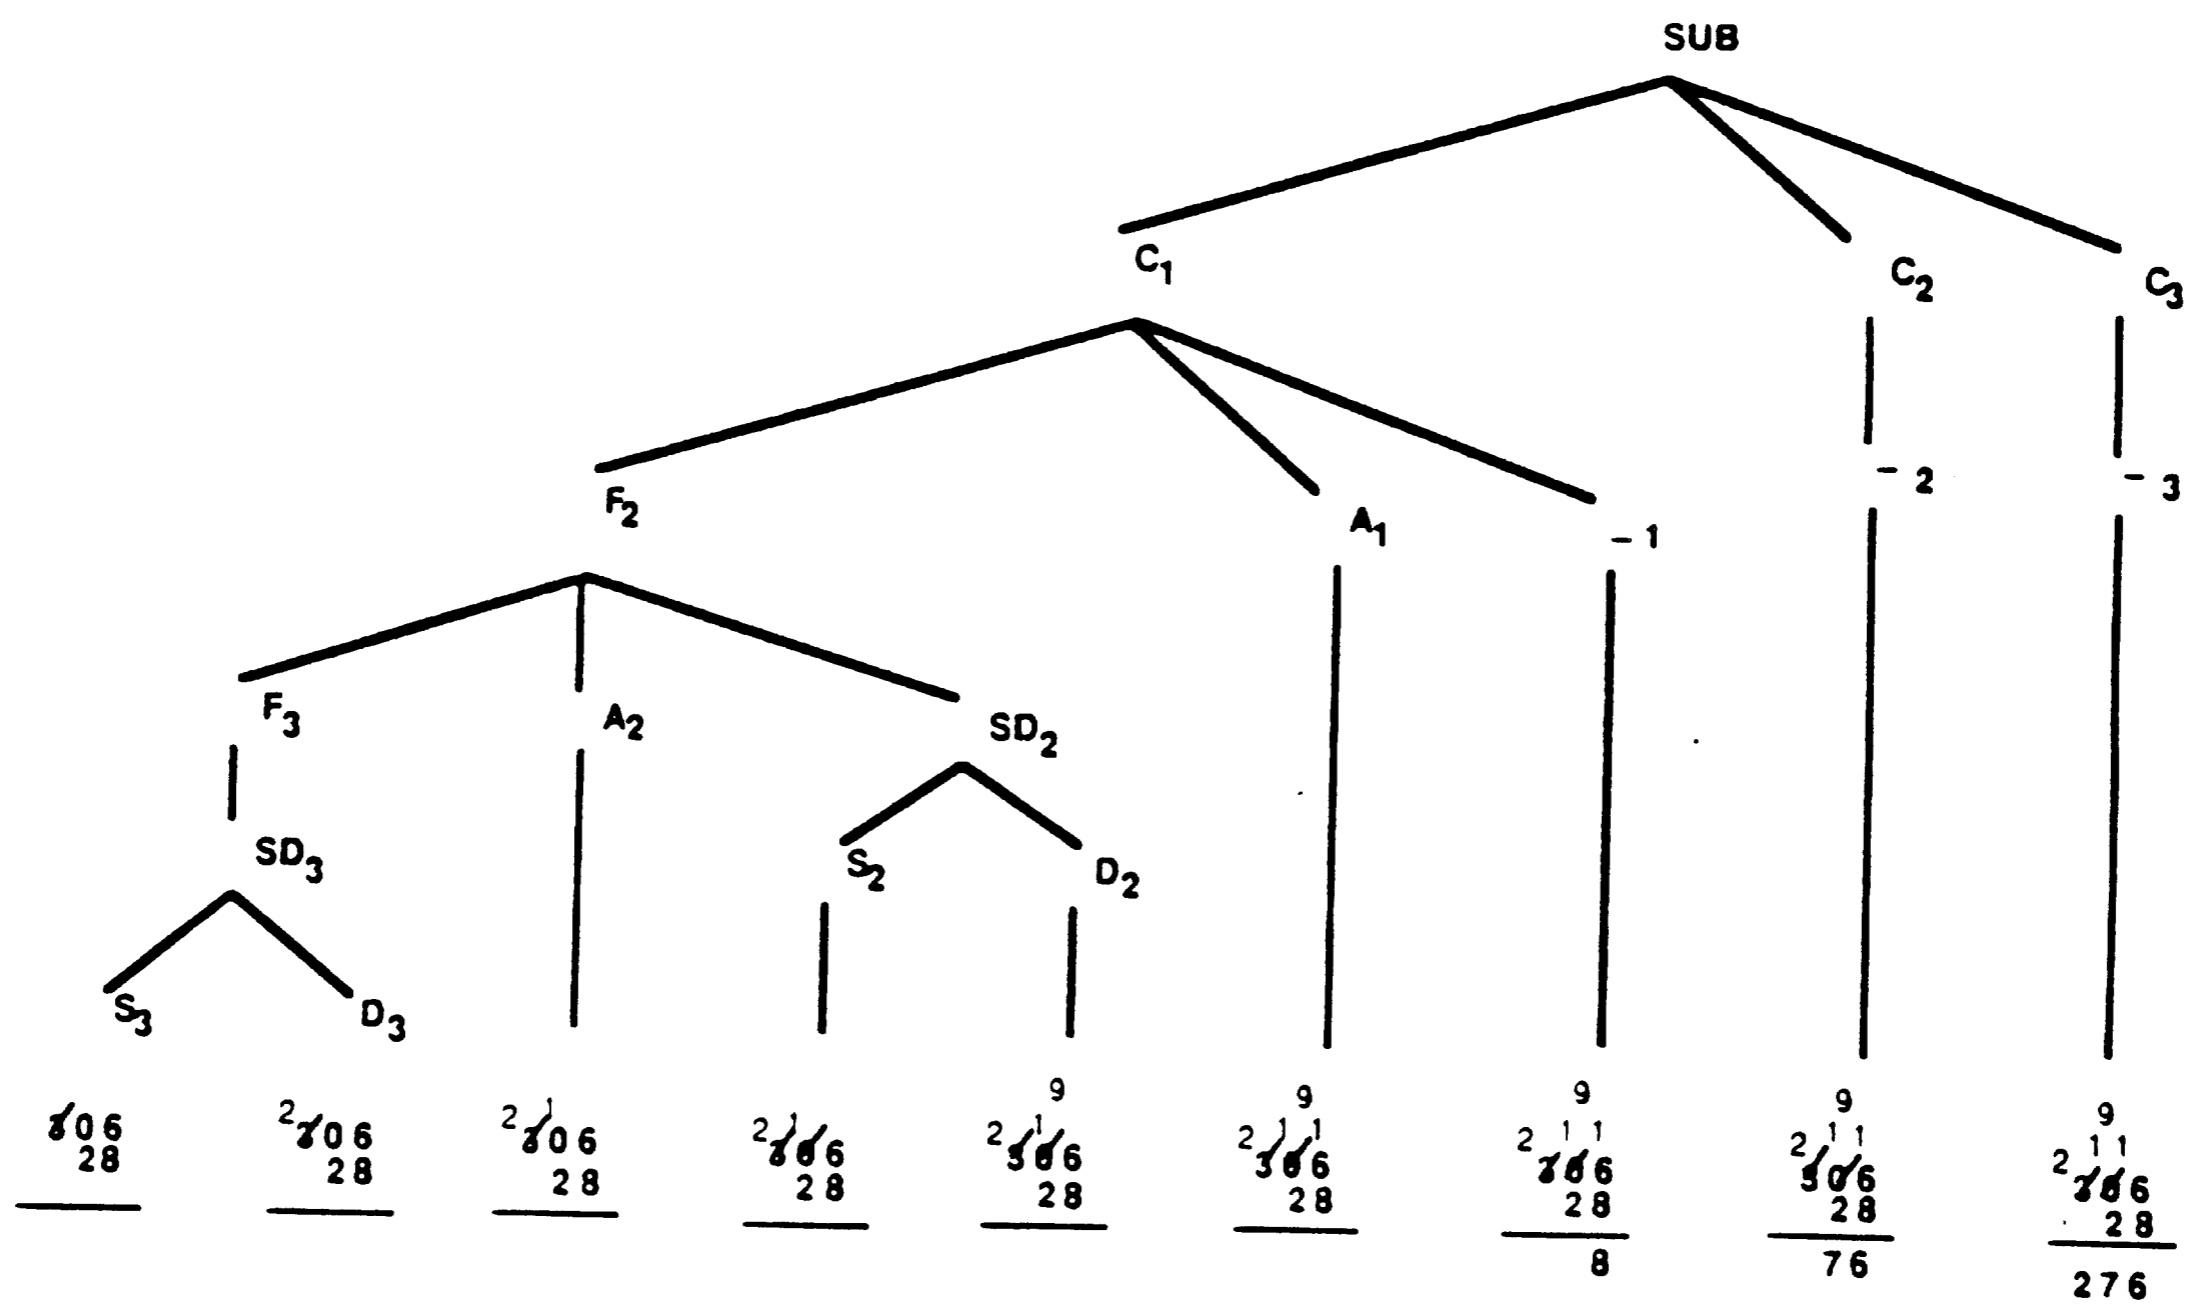 SUB
C1 C2 C3
F2 A1 -1 -2 -3
F3 A2 SD2
SD3 S2 D2
S3 D3
9 9 9 9 9
2 2 1 2 1 2 1 2 1 1 2 1 1 2 1 1 2 1 1
306 306 306 306 306 306 306 306 306
28 28 28 28 28 28 28 28 28
8 76 276